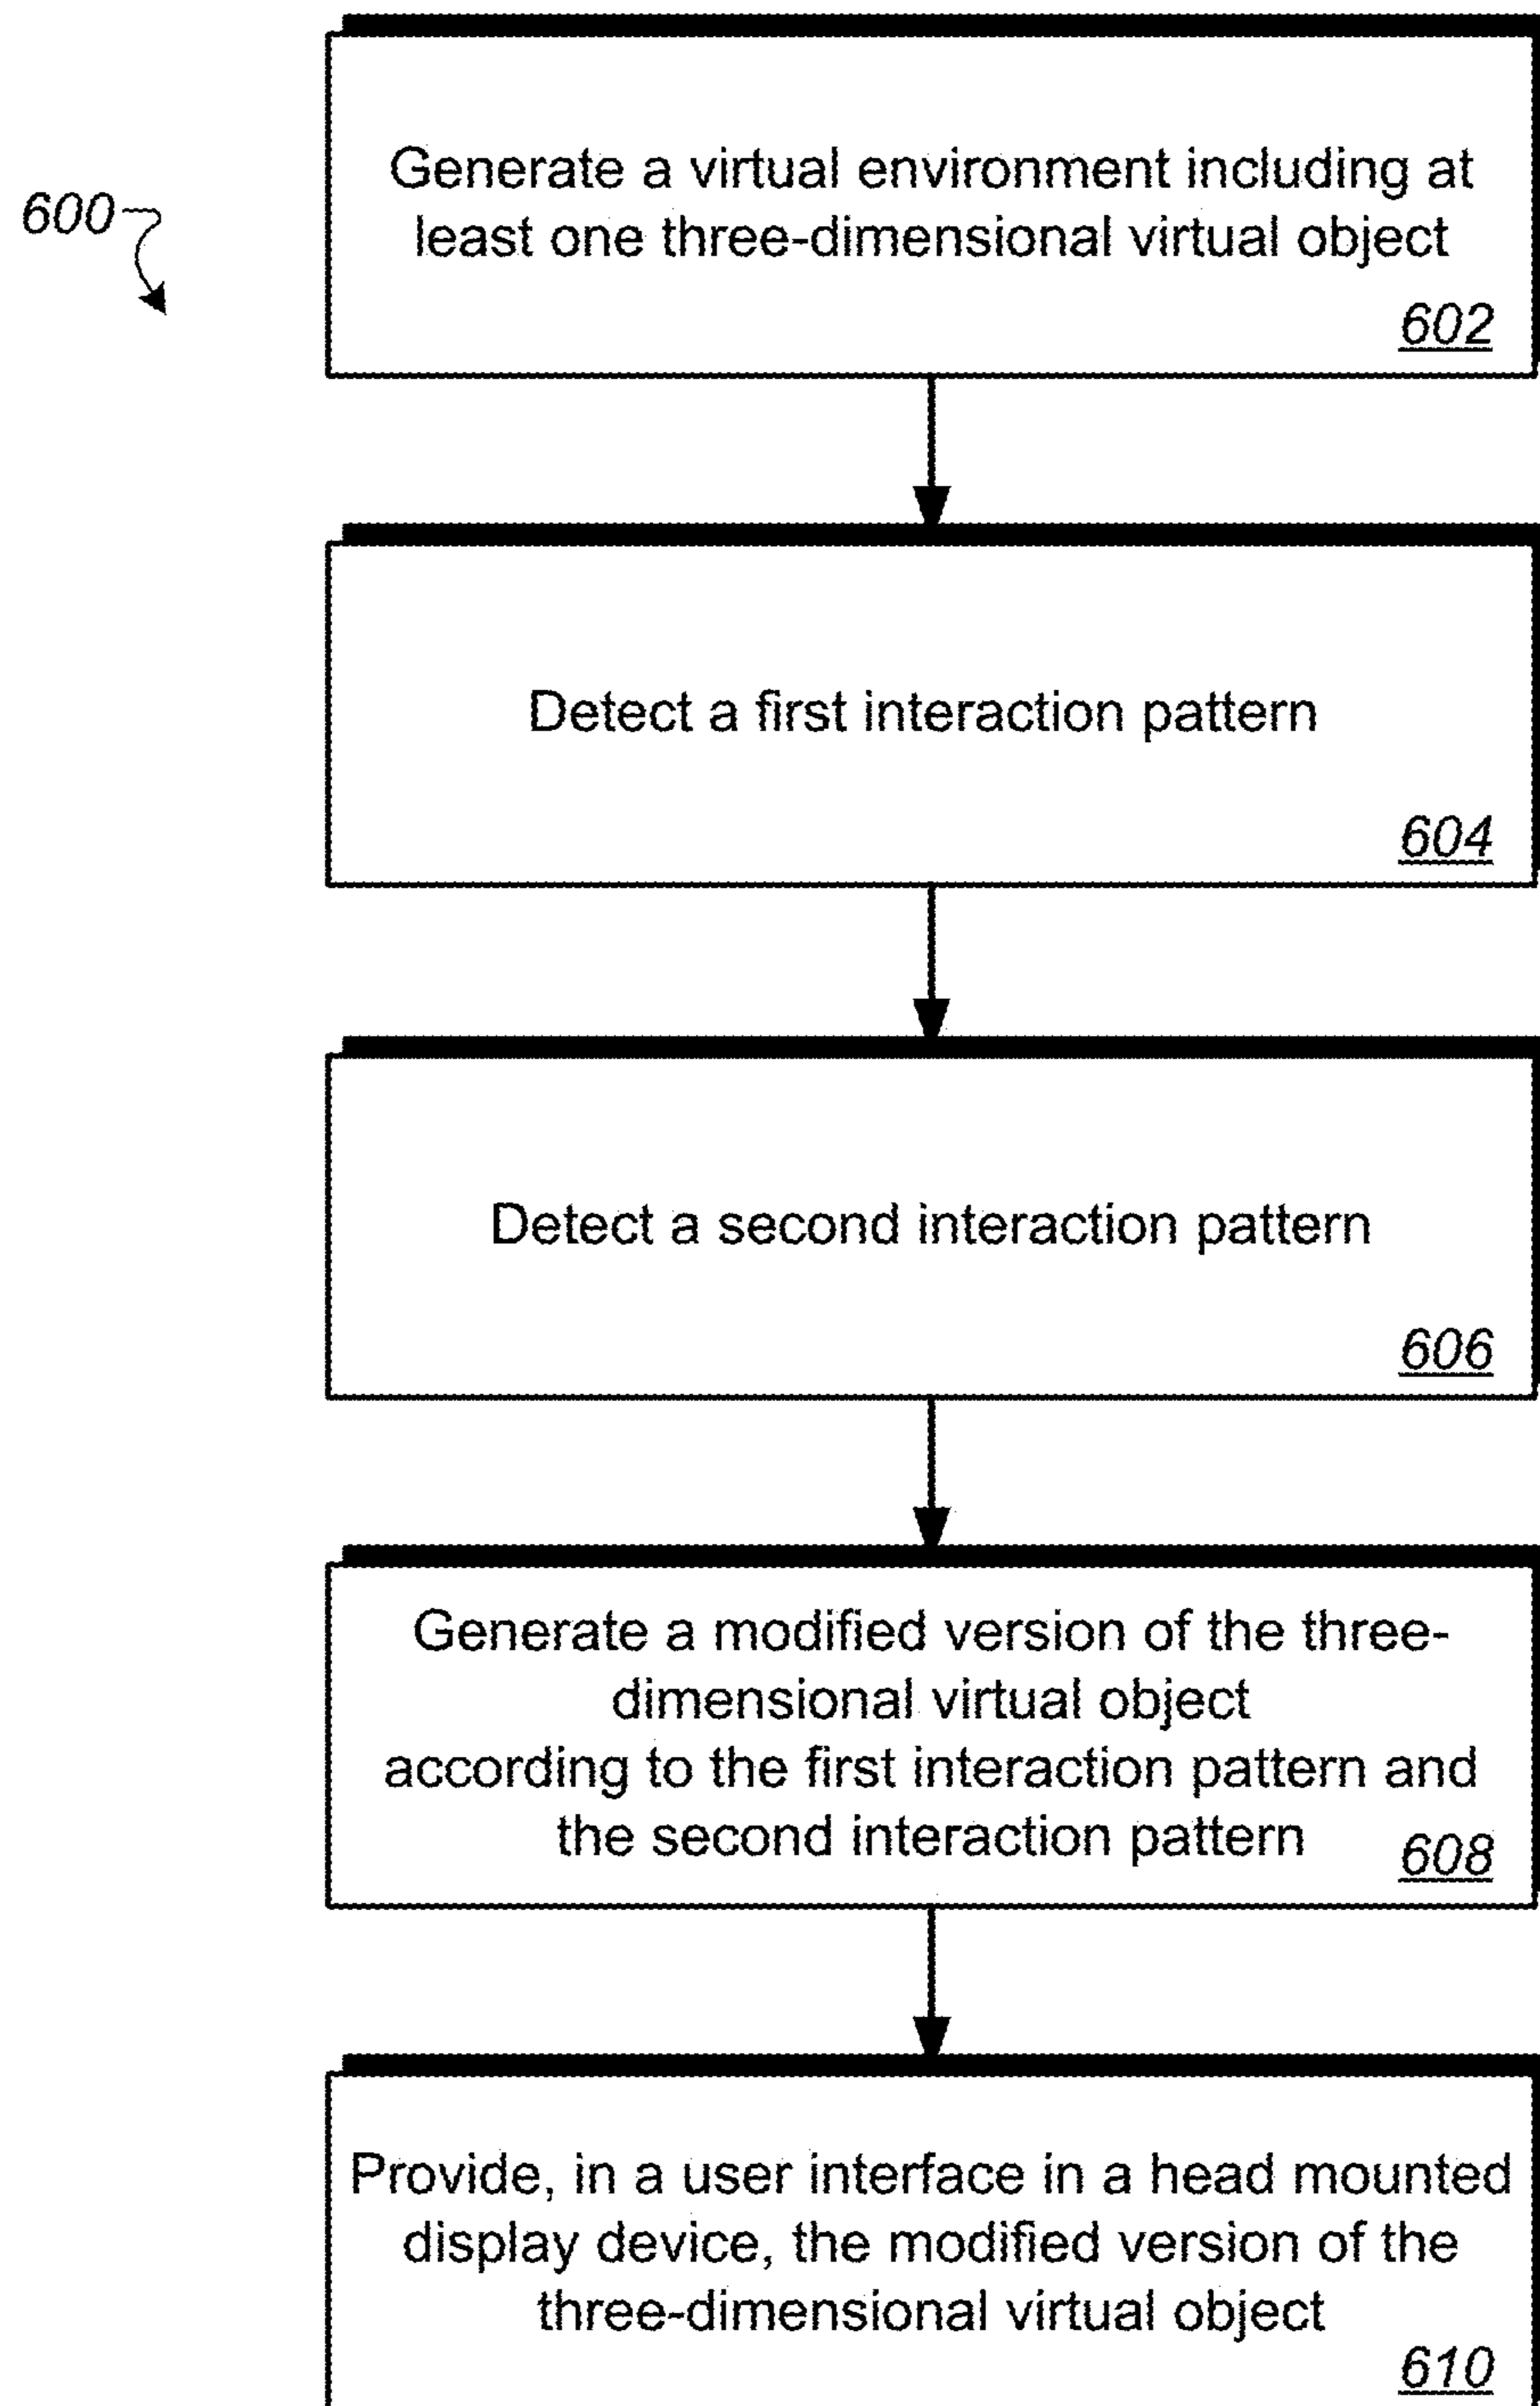 600
Generate a virtual environment including at
least one three-dimensional virtual object
602
Detect a first interaction pattern
604
Detect a second interaction pattern
606
Generate a modified version of the three-
dimensional virtual object
according to the first interaction pattern and
the second interaction pattern
608
Provide, in a user interface in a head mounted
display device, the modified version of the
three-dimensional virtual object
610